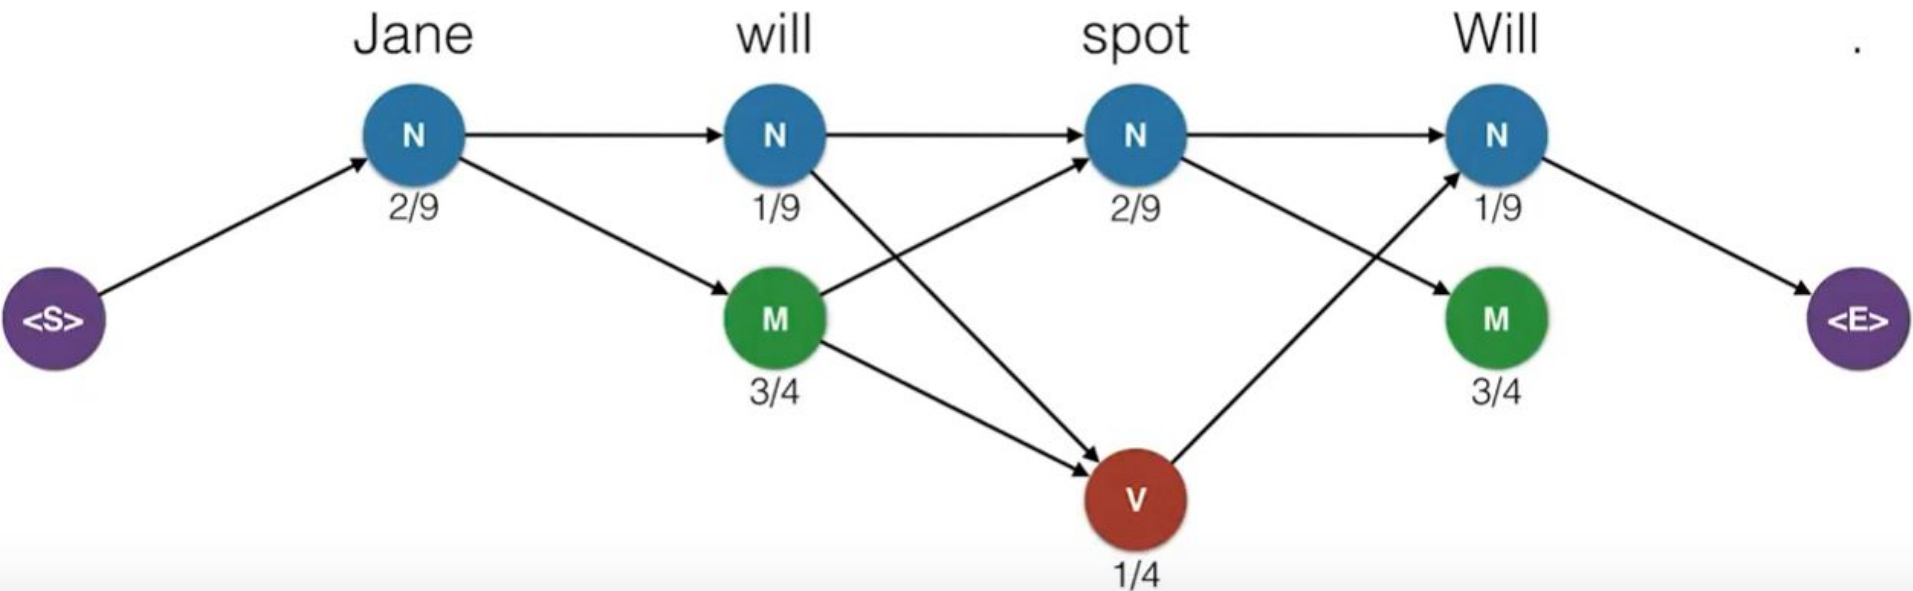 Jane will spot Will .
N N N N
2/9 1/9 2/9 1/9
<S> M M <E>
3/4 3/4
V
1/4